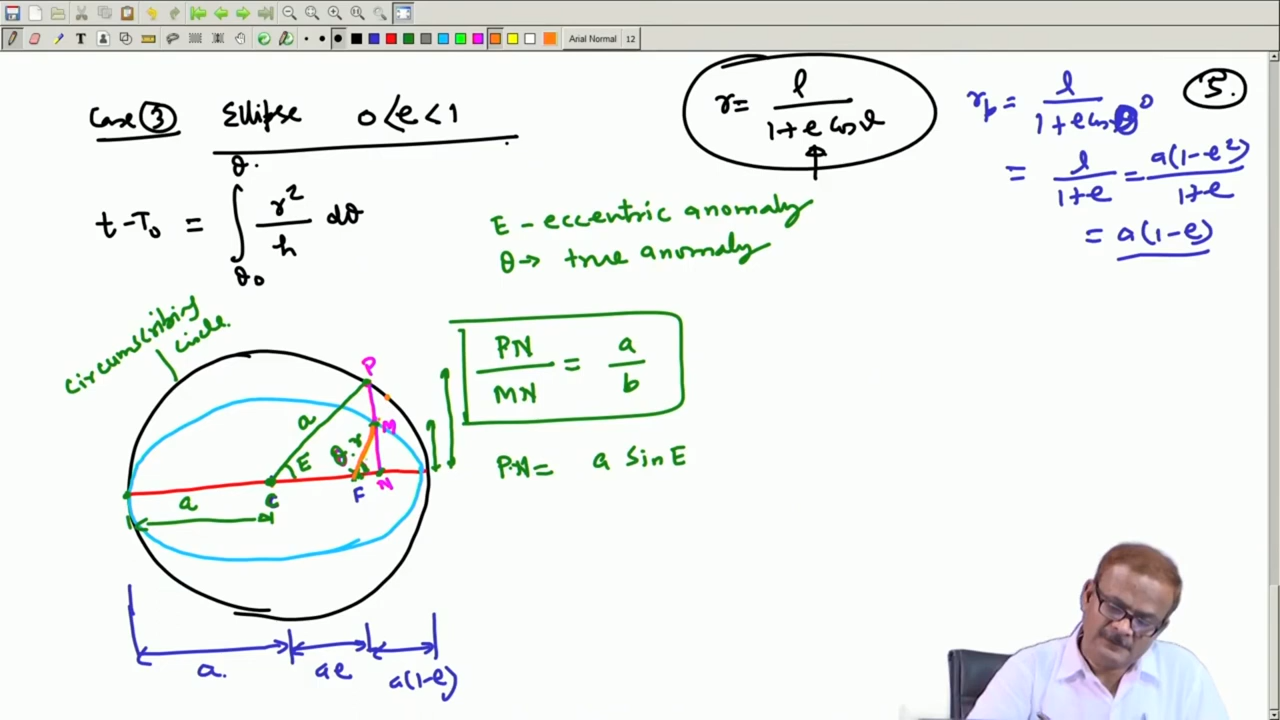 Arial Normal 12
Case 3 Ellipse 0 < e < 1
r = l / (1 + e cos θ)
r_p = l / (1 + e cos θ) 0
5.
= l / (1 + e) = a(1 - e²) / (1 + e)
= a(1 - e)
t - T₀ = ∫_{θ₀}^{θ} r² / h dθ
E - eccentric anomaly
θ → true anomaly
circumscribing
circle.
PN / MN = a / b
PN = a sin E
P
a
M
r
θ
E
C
F
N
a
a.
ae
a(1-e)